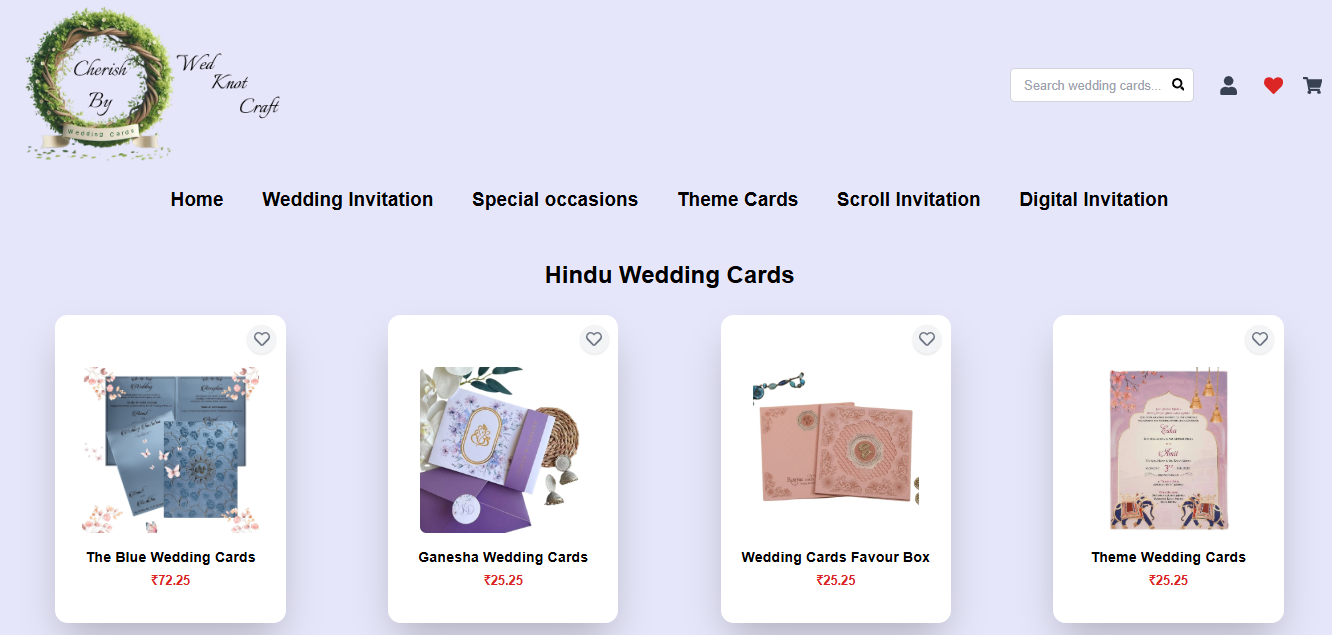 Cherish
By
Wedding Cards
Wed
Knot
Craft
Search wedding cards...
Home Wedding Invitation Special occasions Theme Cards Scroll Invitation Digital Invitation
Hindu Wedding Cards
The Blue Wedding Cards
₹72.25
Ganesha Wedding Cards
₹25.25
Wedding Cards Favour Box
₹25.25
Theme Wedding Cards
₹25.25